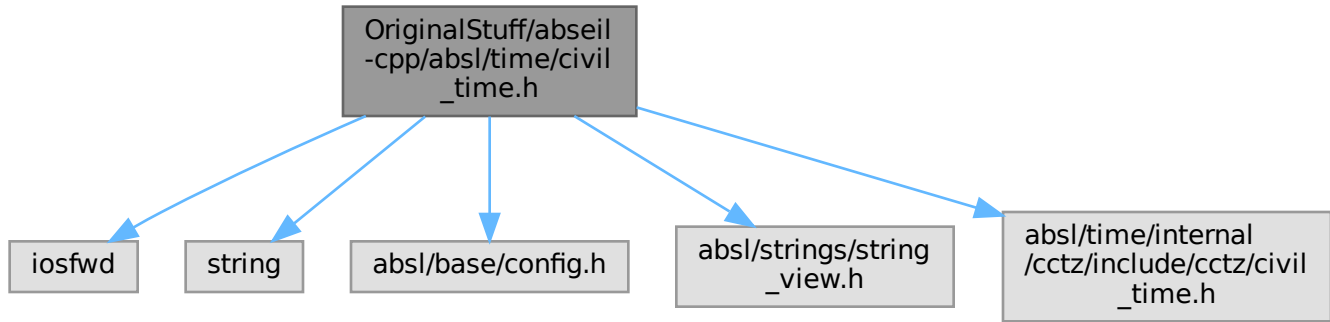 OriginalStuff/abseil
-cpp/absl/time/civil
_time.h
iosfwd
string
absl/base/config.h
absl/strings/string
_view.h
absl/time/internal
/cctz/include/cctz/civil
_time.h